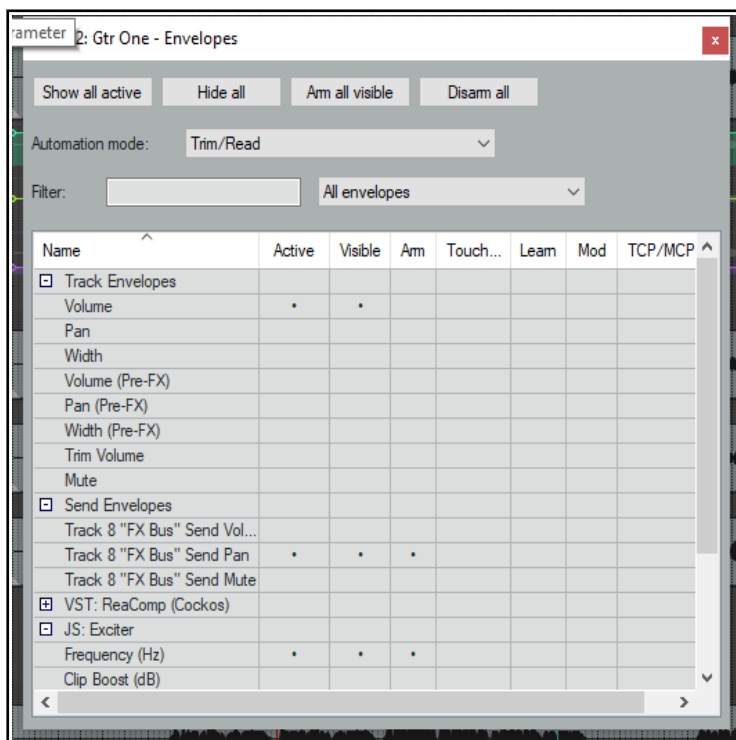 rameter
2: Gtr One - Envelopes
x
Show all active Hide all Arm all visible Disarm all
Automation mode: Trim/Read
Filter: All envelopes
Name Active Visible Arm Touch... Learn Mod TCP/MCP
Track Envelopes
Volume • •
Pan
Width
Volume (Pre-FX)
Pan (Pre-FX)
Width (Pre-FX)
Trim Volume
Mute
Send Envelopes
Track 8 "FX Bus" Send Vol...
Track 8 "FX Bus" Send Pan • • •
Track 8 "FX Bus" Send Mute
VST: ReaComp (Cockos)
JS: Exciter
Frequency (Hz) • • •
Clip Boost (dB)